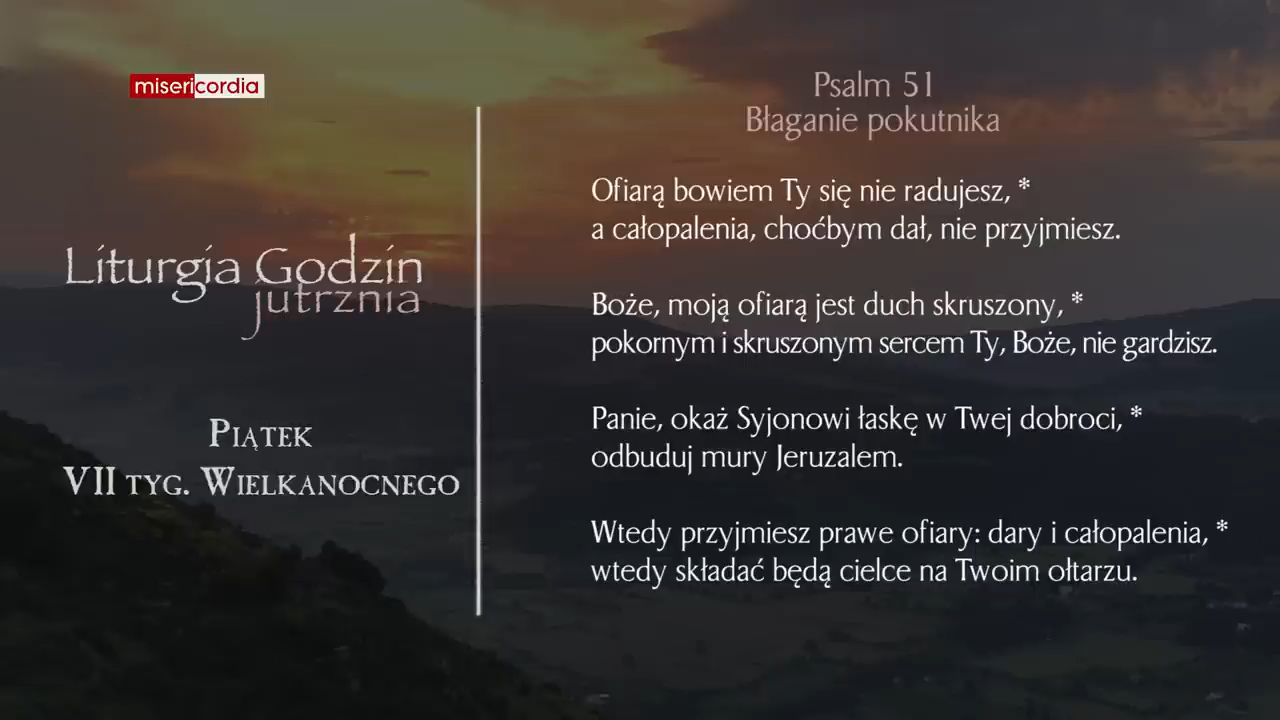 misericordia
Liturgia Godzin
jutrznia
Piątek
VII tyg. Wielkanocnego
Psalm 51
Błaganie pokutnika
Ofiarą bowiem Ty się nie radujesz, *
a całopalenia, choćbym dał, nie przyjmiesz.
Boże, moją ofiarą jest duch skruszony, *
pokornym i skruszonym sercem Ty, Boże, nie gardzisz.
Panie, okaż Syjonowi łaskę w Twej dobroci, *
odbuduj mury Jeruzalem.
Wtedy przyjmiesz prawe ofiary: dary i całopalenia, *
wtedy składać będą cielce na Twoim ołtarzu.